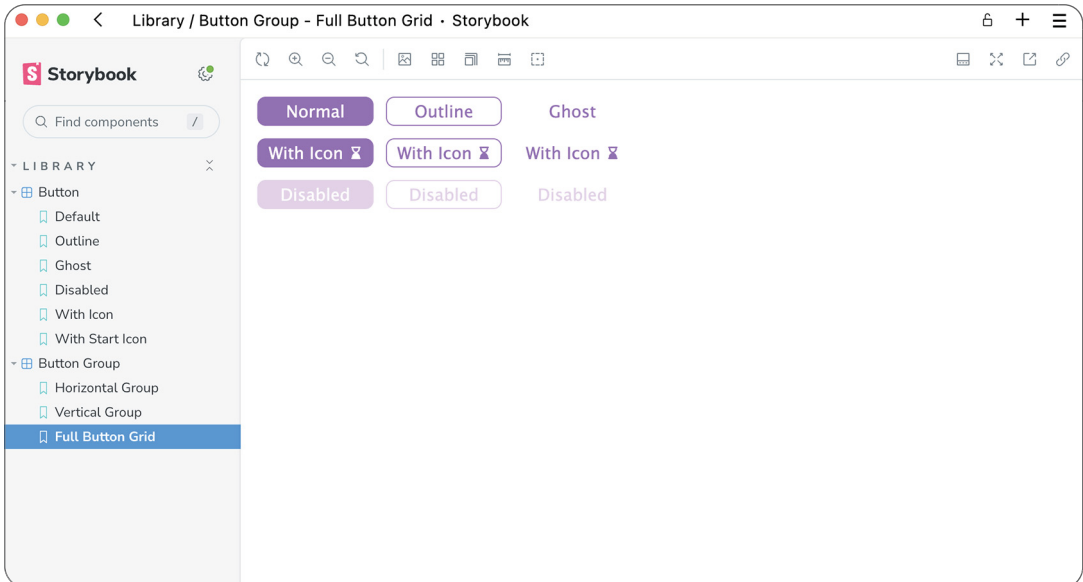 Library / Button Group - Full Button Grid · Storybook
Storybook
Find components /
LIBRARY
Button
Default
Outline
Ghost
Disabled
With Icon
With Start Icon
Button Group
Horizontal Group
Vertical Group
Full Button Grid
Normal Outline Ghost
With Icon With Icon With Icon
Disabled Disabled Disabled